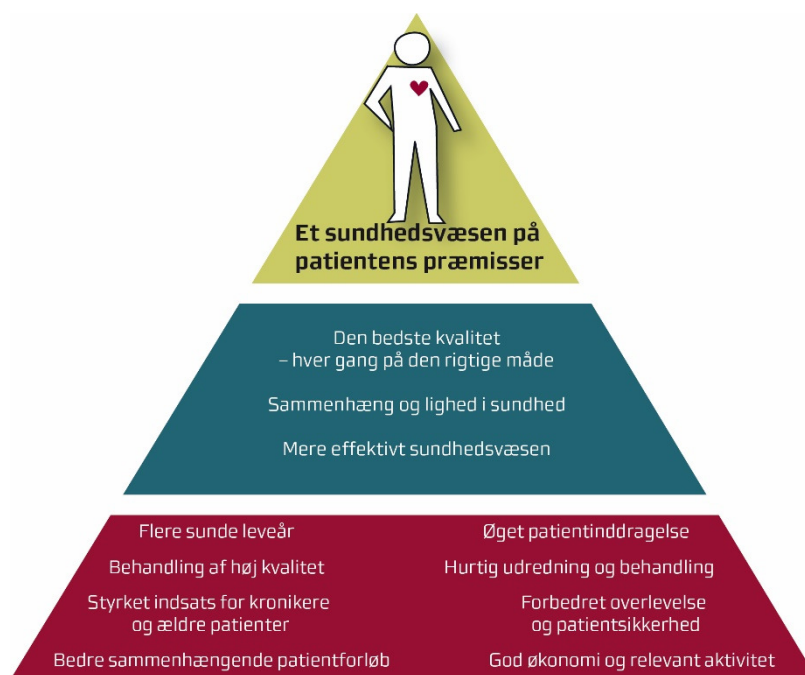 Et sundhedsvæsen på
patientens præmisser
Den bedste kvalitet
– hver gang på den rigtige måde
Sammenhæng og lighed i sundhed
Mere effektivt sundhedsvæsen
Flere sunde leveår
Behandling af høj kvalitet
Styrket indsats for kronikere
og ældre patienter
Bedre sammenhængende patientforløb
Øget patientinddragelse
Hurtig udredning og behandling
Forbedret overlevelse
og patientsikkerhed
God økonomi og relevant aktivitet